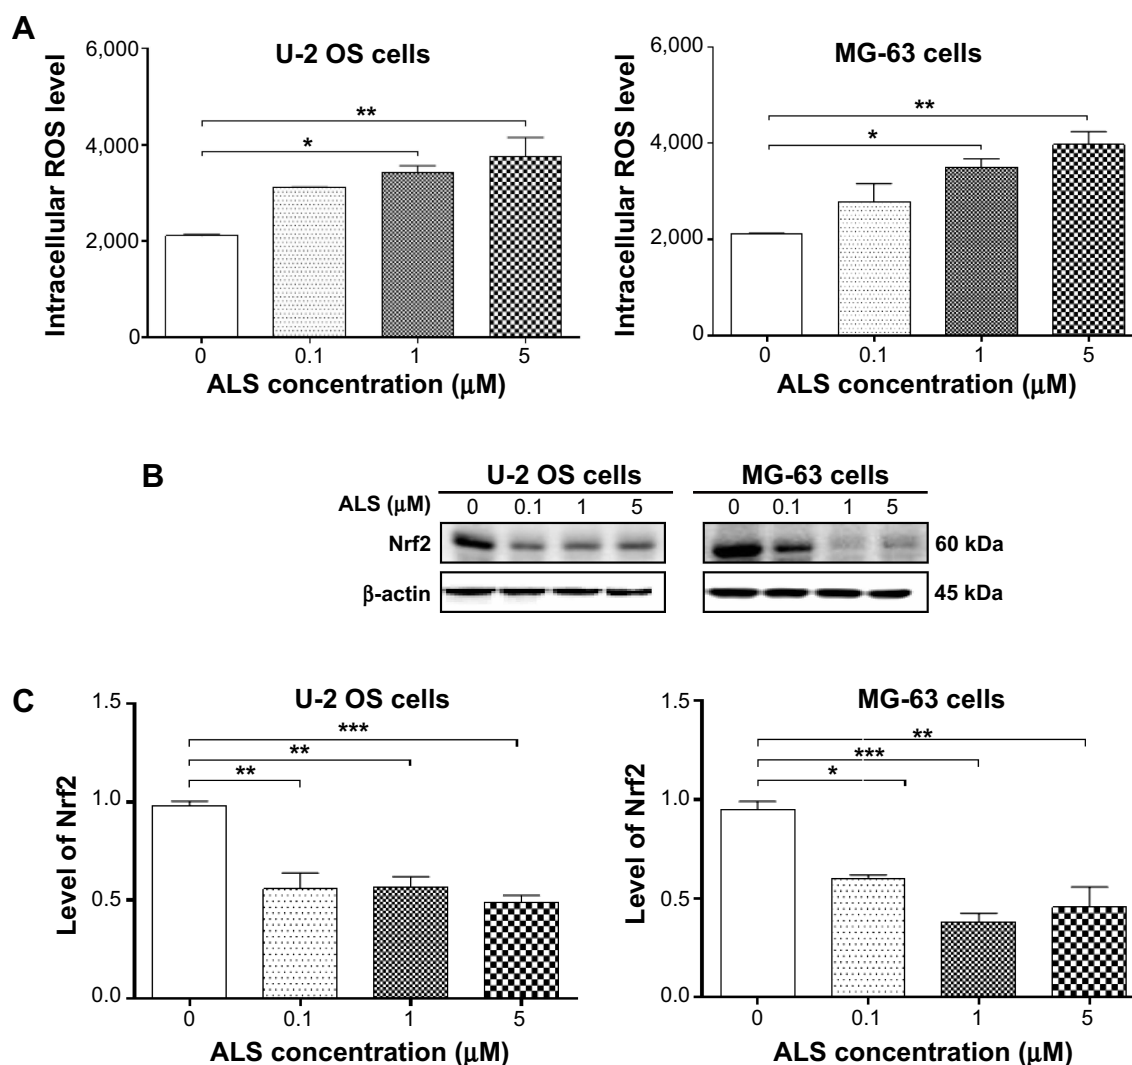 A
U-2 OS cells
Intracellular ROS level
6,000
4,000
2,000
0
**
*
0 0.1 1 5
ALS concentration (μM)
MG-63 cells
Intracellular ROS level
6,000
4,000
2,000
0
**
*
0 0.1 1 5
ALS concentration (μM)
B
U-2 OS cells MG-63 cells
ALS (μM) 0 0.1 1 5 0 0.1 1 5
Nrf2 60 kDa
β-actin 45 kDa
C
U-2 OS cells
Level of Nrf2
1.5
1.0
0.5
0.0
***
**
**
0 0.1 1 5
ALS concentration (μM)
MG-63 cells
Level of Nrf2
1.5
1.0
0.5
0.0
**
***
*
0 0.1 1 5
ALS concentration (μM)